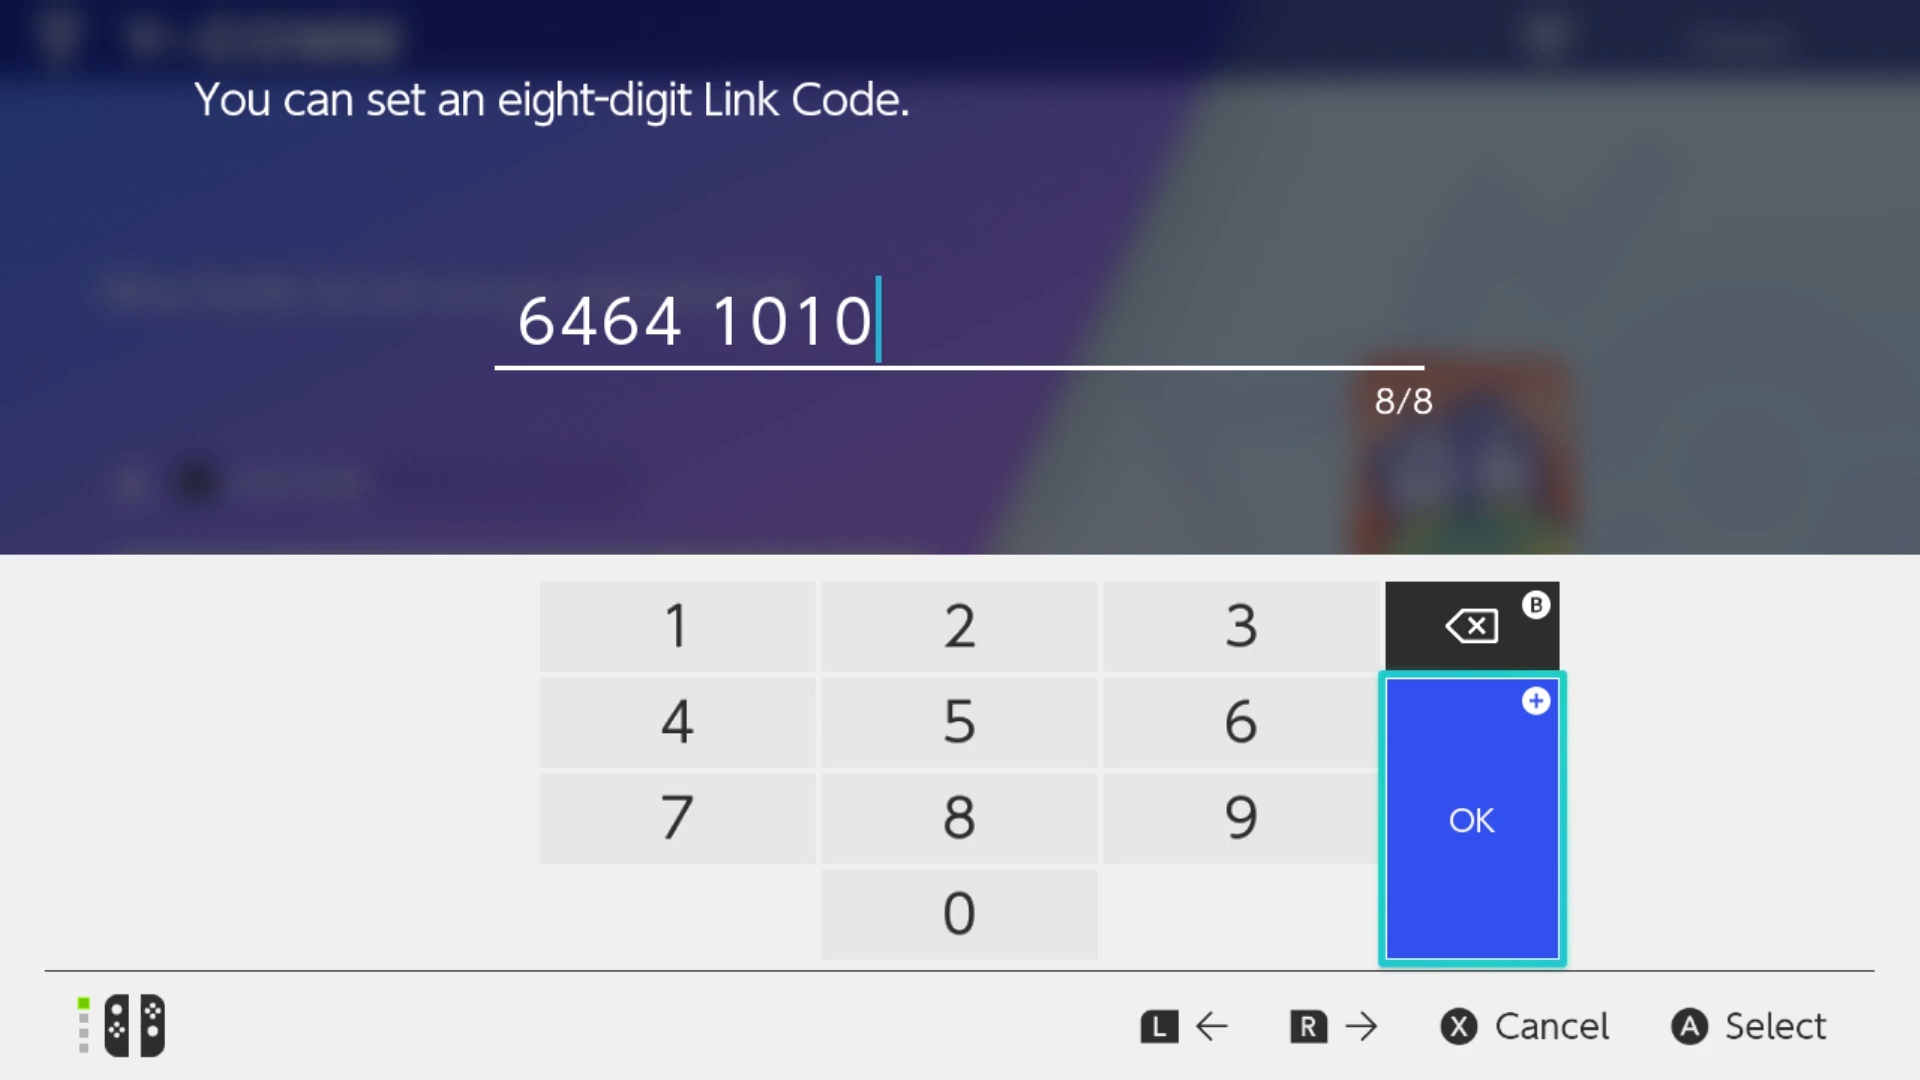 You can set an eight-digit Link Code.
6464 1010
8/8
1 2 3 B
4 5 6 +
7 8 9 OK
0
L ← R → X Cancel A Select